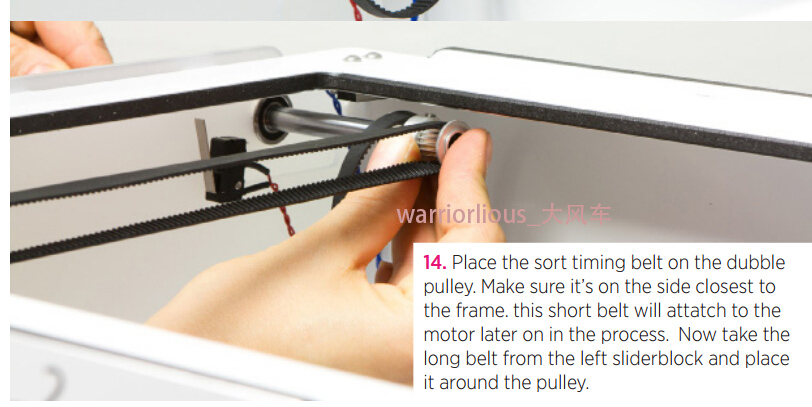 warriorlious_大风车
14. Place the sort timing belt on the dubble
pulley. Make sure it's on the side closest to
the frame. this short belt will attatch to the
motor later on in the process. Now take the
long belt from the left sliderblock and place
it around the pulley.